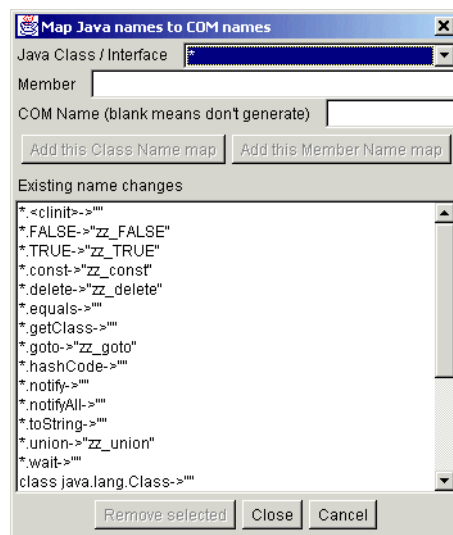 Map Java names to COM names
Java Class / Interface *
Member
COM Name (blank means don't generate)
Add this Class Name map Add this Member Name map
Existing name changes
*.<clinit>->""
*.FALSE->"zz_FALSE"
*.TRUE->"zz_TRUE"
*.const->"zz_const"
*.delete->"zz_delete"
*.equals->""
*.getClass->""
*.goto->"zz_goto"
*.hashCode->""
*.notify->""
*.notifyAll->""
*.toString->""
*.union->"zz_union"
*.wait->""
class java.lang.Class->""
Remove selected Close Cancel